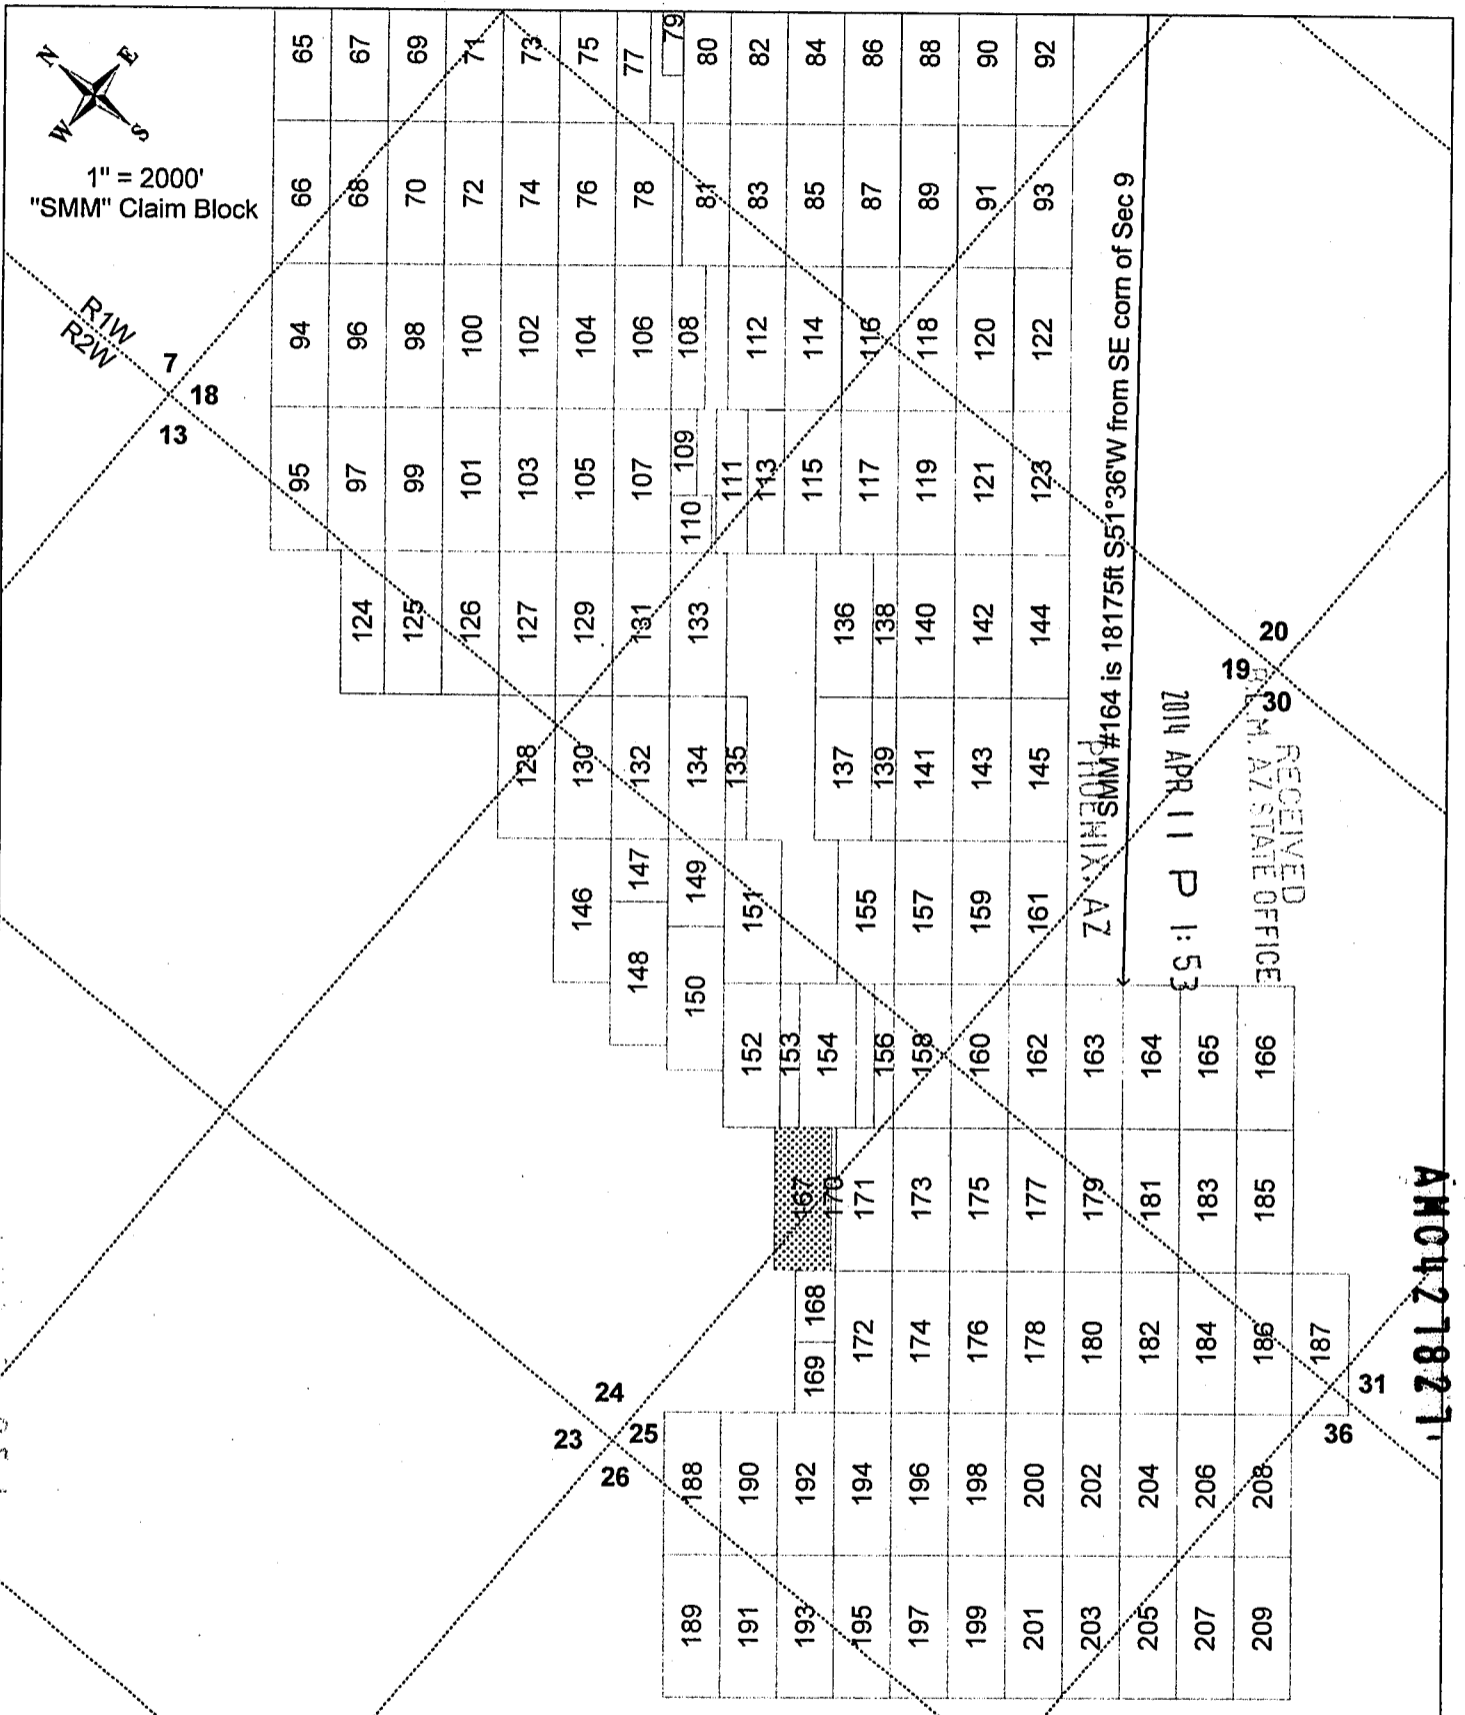 N E
W S
1" = 2000'
"SMM" Claim Block
65 67 69 71 73 75 77 79 80 82 84 86 88 90 92
66 68 70 72 74 76 78 81 83 85 87 89 91 93
R1W
R2W
7
18
13
94 96 98 100 102 104 106 108 112 114 116 118 120 122
95 97 99 101 103 105 107 109 110 111 113 115 117 119 121 123
124 125 126 127 129 131 133 136 138 140 142 144
128 130 132 134 135 137 139 141 143 145
146 147 149 151 155 157 159 161
148 150
152 153 154 156 158 160 162 163 164 165 166
167 170 171 173 175 177 179 181 183 185
168 172 174 176 178 180 182 184 186 187
169
188 190 192 194 196 198 200 202 204 206 208
189 191 193 195 197 199 201 203 205 207 209
SMM #164 is 18175ft S51°36'W from SE corn of Sec 9
20
19
30
RECEIVED
B.L.M. AZ STATE OFFICE
2014 APR 11 P 1:53
PHOENIX, AZ
24
23 25
26
31
36
AMC427827